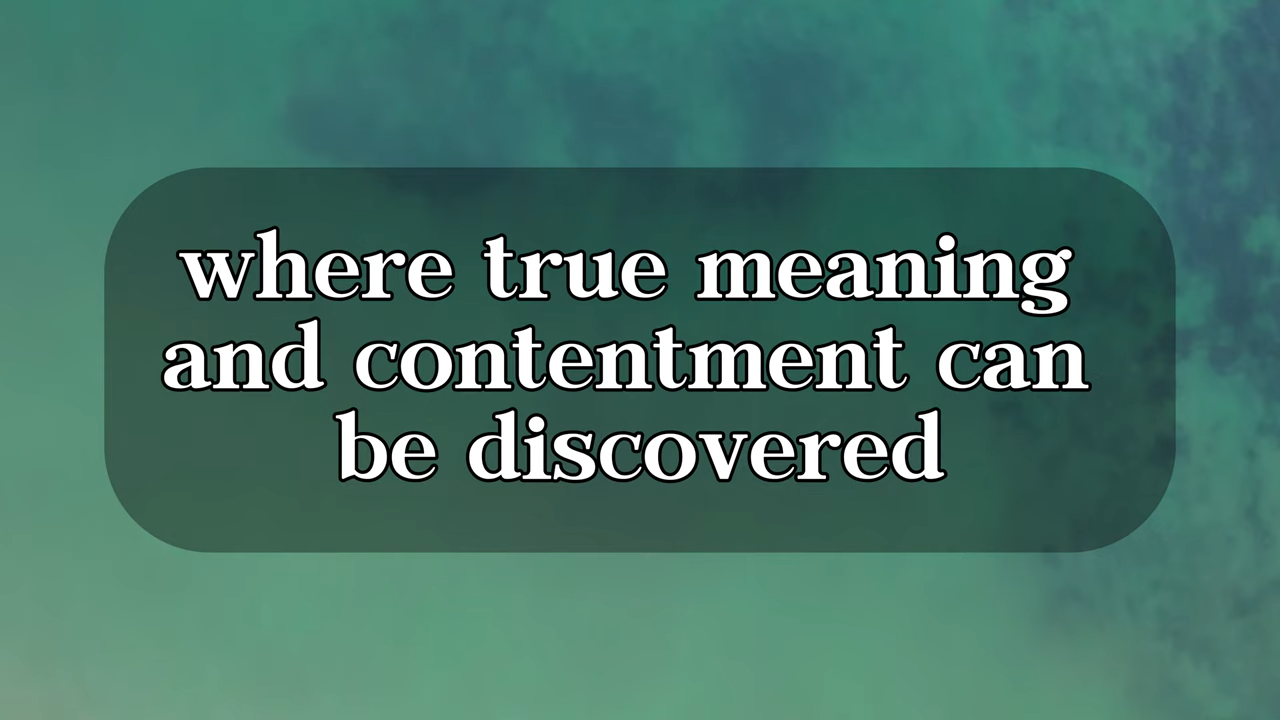 where true meaning
and contentment can
be discovered